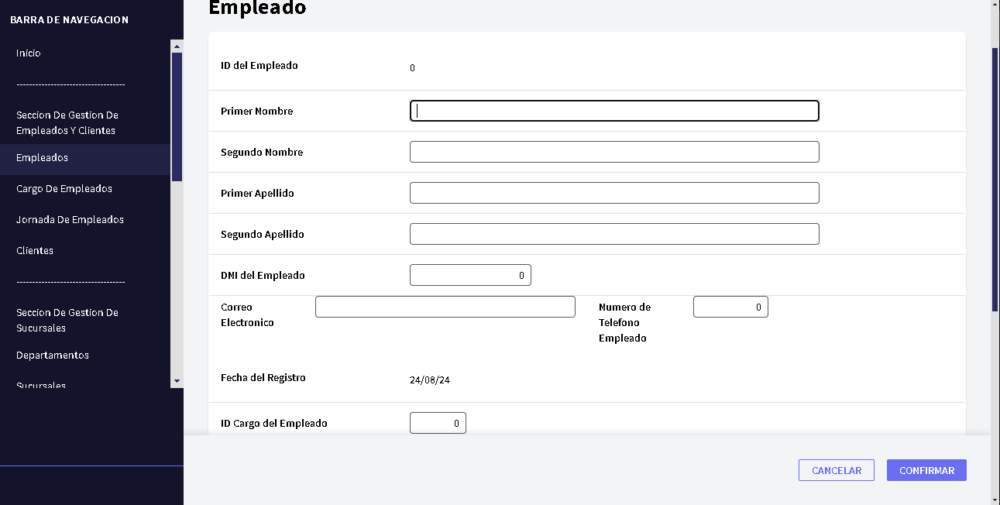 BARRA DE NAVEGACION
Inicio
-----------------------------------
Seccion De Gestion De
Empleados Y Clientes
Empleados
Cargo De Empleados
Jornada De Empleados
Clientes
-----------------------------------
Seccion De Gestion De
Sucursales
Departamentos
Sucursales
Empleado
ID del Empleado 0
Primer Nombre
Segundo Nombre
Primer Apellido
Segundo Apellido
DNI del Empleado 0
Correo
Electronico
Numero de
Telefono
Empleado
0
Fecha del Registro 24/08/24
ID Cargo del Empleado 0
CANCELAR CONFIRMAR